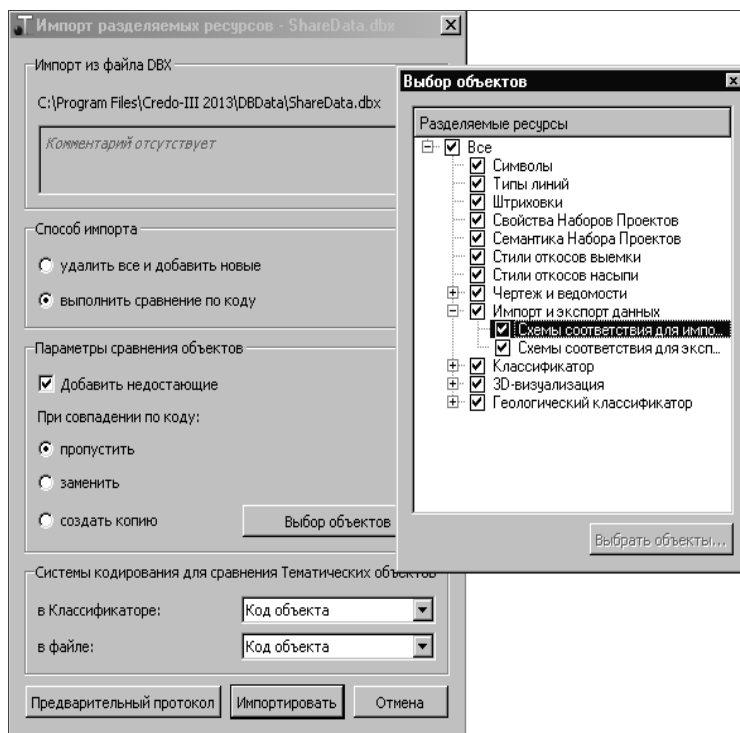 Импорт разделяемых ресурсов - ShareData.dbx
Импорт из файла DBX
C:\Program Files\Credo-III 2013\DBData\ShareData.dbx
Комментарий отсутствует
Способ импорта
удалить все и добавить новые
выполнить сравнение по коду
Параметры сравнения объектов
Добавить недостающие
При совпадении по коду:
пропустить
заменить
создать копию
Выбор объектов
Системы кодирования для сравнения Тематических объектов
в Классификаторе:
Код объекта
в файле:
Код объекта
Предварительный протокол
Импортировать
Отмена
Выбор объектов
Разделяемые ресурсы
Все
Символы
Типы линий
Штриховки
Свойства Наборов Проектов
Семантика Набора Проектов
Стили откосов выемки
Стили откосов насыпи
Чертеж и ведомости
Импорт и экспорт данных
Схемы соответствия для импо...
Схемы соответствия для эксп...
Классификатор
3D-визуализация
Геологический классификатор
Выбрать объекты...